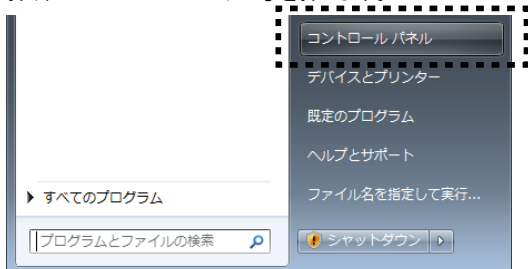 コントロール パネル
デバイスとプリンター
既定のプログラム
ヘルプとサポート
ファイル名を指定して実行...
すべてのプログラム
プログラムとファイルの検索
シャットダウン